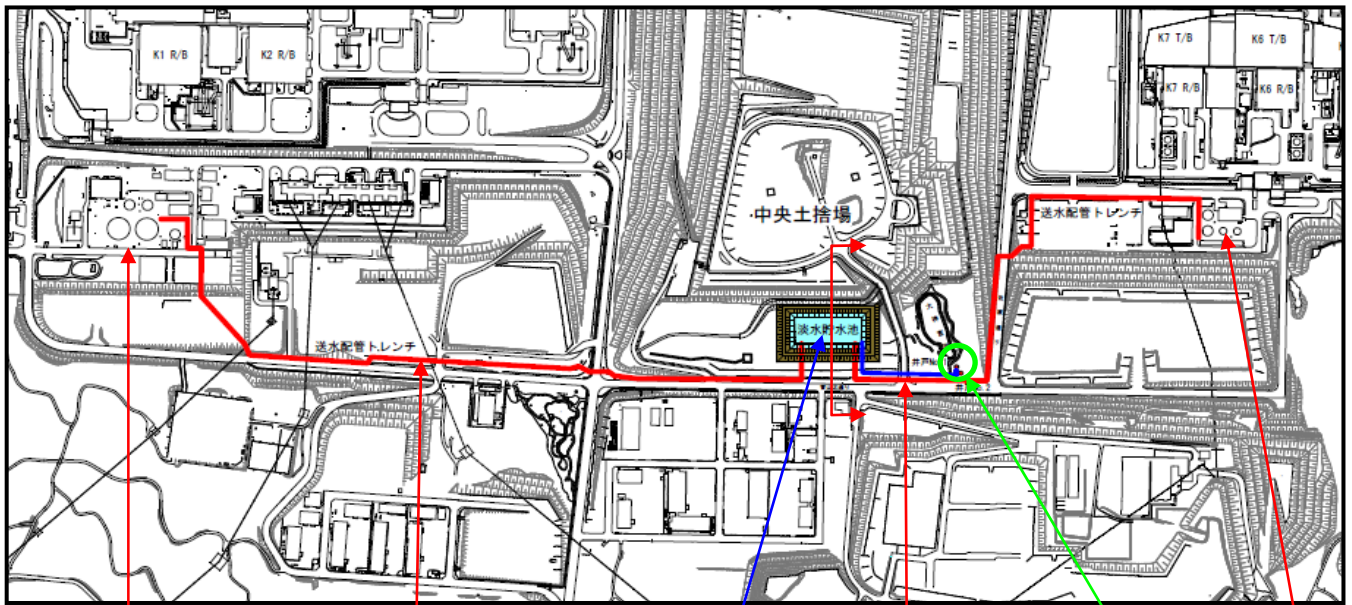 K1 R/B
K2 R/B
K7 T/B
K6 T/B
K7 R/B
K6 R/B
中央土捨場
送水配管トレンチ
淡水貯水池
送水配管トレンチ